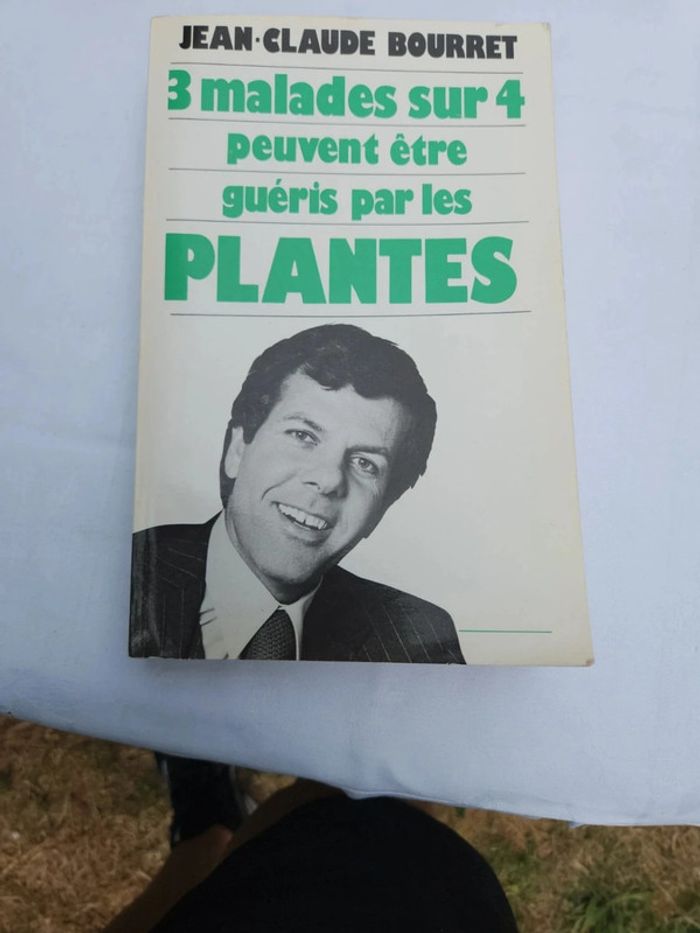 JEAN-CLAUDE BOURRET
3 malades sur 4
peuvent être
guéris par les
PLANTES